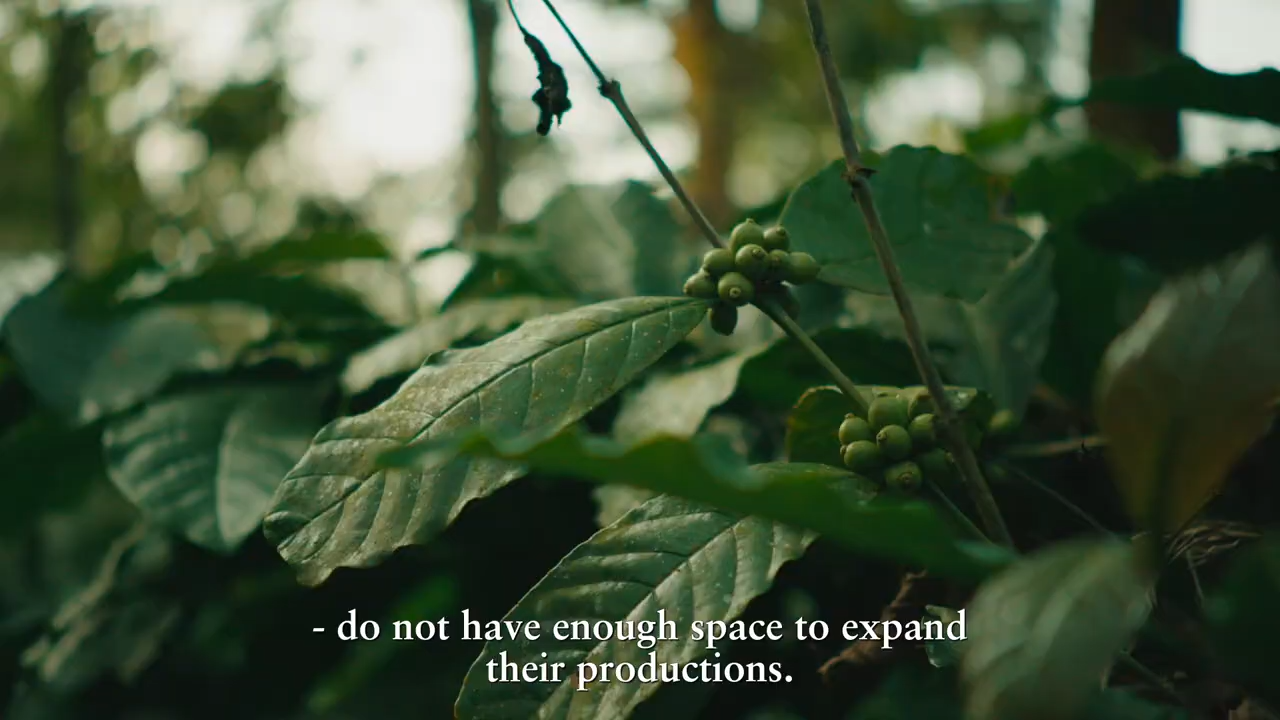 - do not have enough space to expand
their productions.